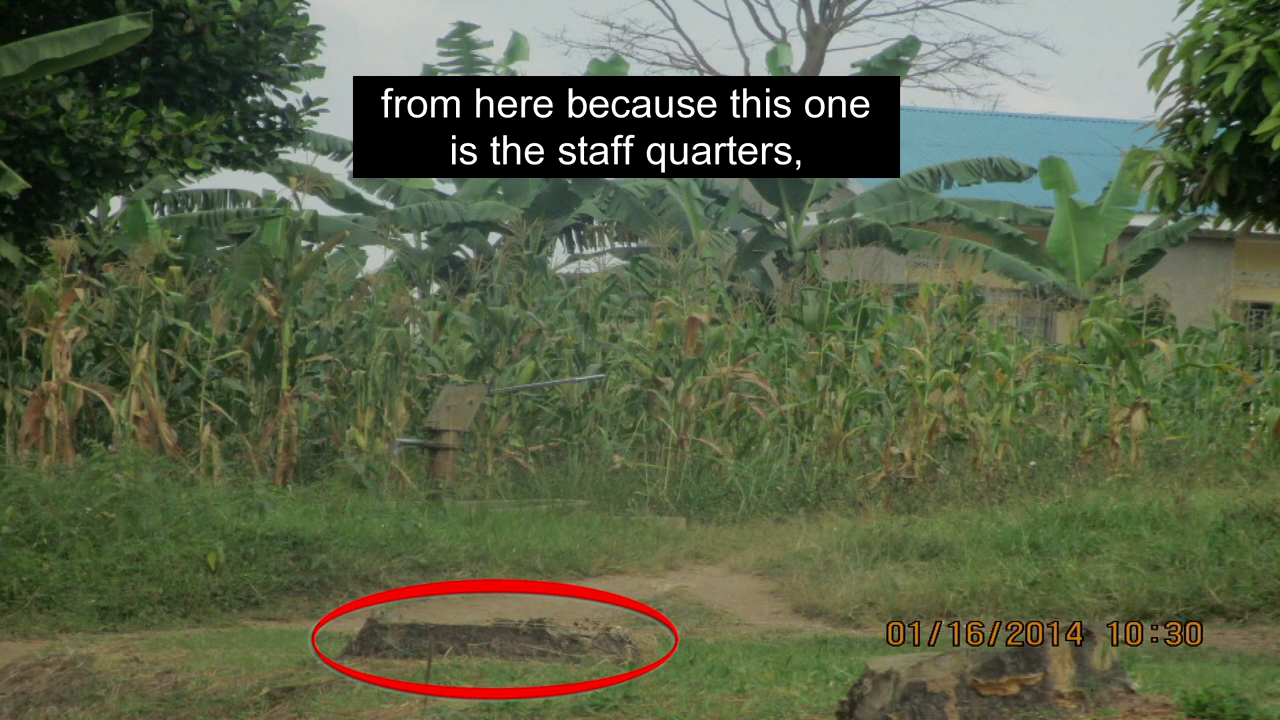 from here because this one
is the staff quarters,
01/16/2014 10:30